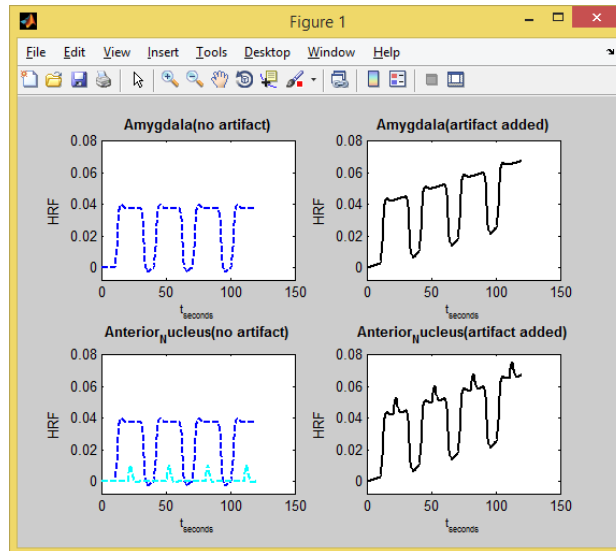 Figure 1
File Edit View Insert Tools Desktop Window Help
Amygdala(no artifact)
0.08
0.06
0.04
0.02
0
HRF
0 50 100 150
t_seconds
Amygdala(artifact added)
0.08
0.06
0.04
0.02
0
HRF
0 50 100 150
t_seconds
Anterior_Nucleus(no artifact)
0.08
0.06
0.04
0.02
0
HRF
0 50 100 150
t_seconds
Anterior_Nucleus(artifact added)
0.08
0.06
0.04
0.02
0
HRF
0 50 100 150
t_seconds